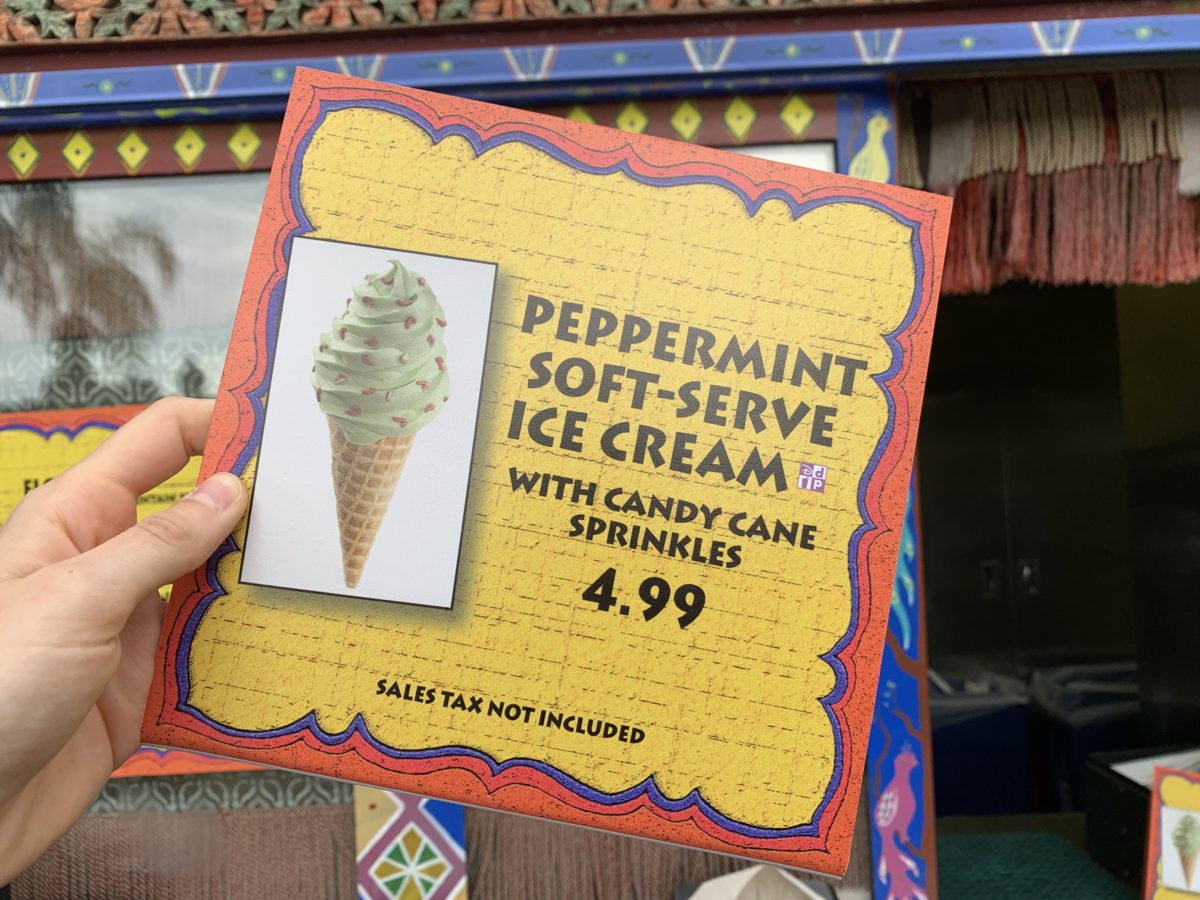 PEPPERMINT
SOFT-SERVE
ICE CREAM
WITH CANDY CANE
SPRINKLES
4.99
SALES TAX NOT INCLUDED